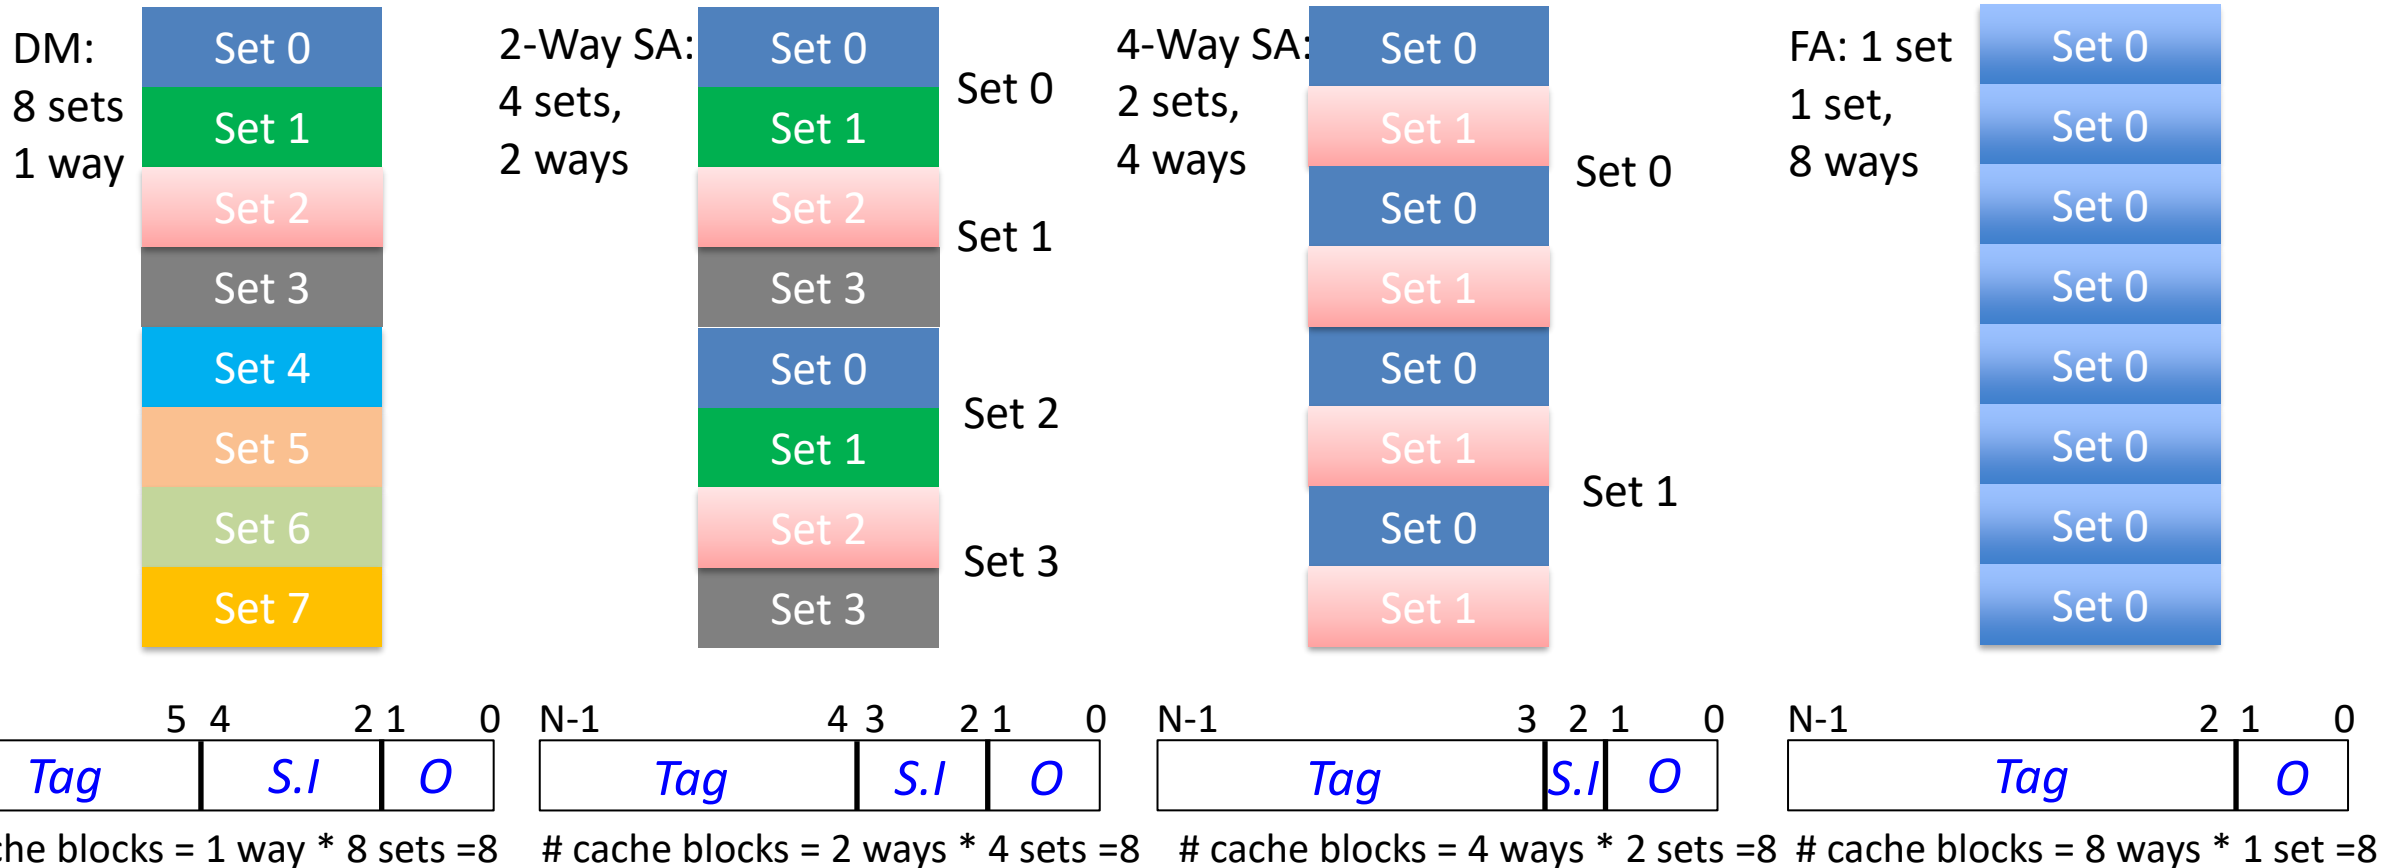 DM:
8 sets
1 way
Set 0
Set 1
Set 2
Set 3
Set 4
Set 5
Set 6
Set 7
5 4 2 1 0
Tag S.I O
che blocks = 1 way * 8 sets =8
2-Way SA:
4 sets,
2 ways
Set 0
Set 1
Set 2
Set 3
Set 0
Set 1
Set 2
Set 3
Set 0
Set 1
Set 2
Set 3
N-1 4 3 2 1 0
Tag S.I O
# cache blocks = 2 ways * 4 sets =8
4-Way SA:
2 sets,
4 ways
Set 0
Set 1
Set 0
Set 1
Set 0
Set 1
Set 0
Set 1
Set 0
Set 1
N-1 3 2 1 0
Tag S.I O
# cache blocks = 4 ways * 2 sets =8
FA: 1 set
1 set,
8 ways
Set 0
Set 0
Set 0
Set 0
Set 0
Set 0
Set 0
Set 0
N-1 2 1 0
Tag O
# cache blocks = 8 ways * 1 set =8